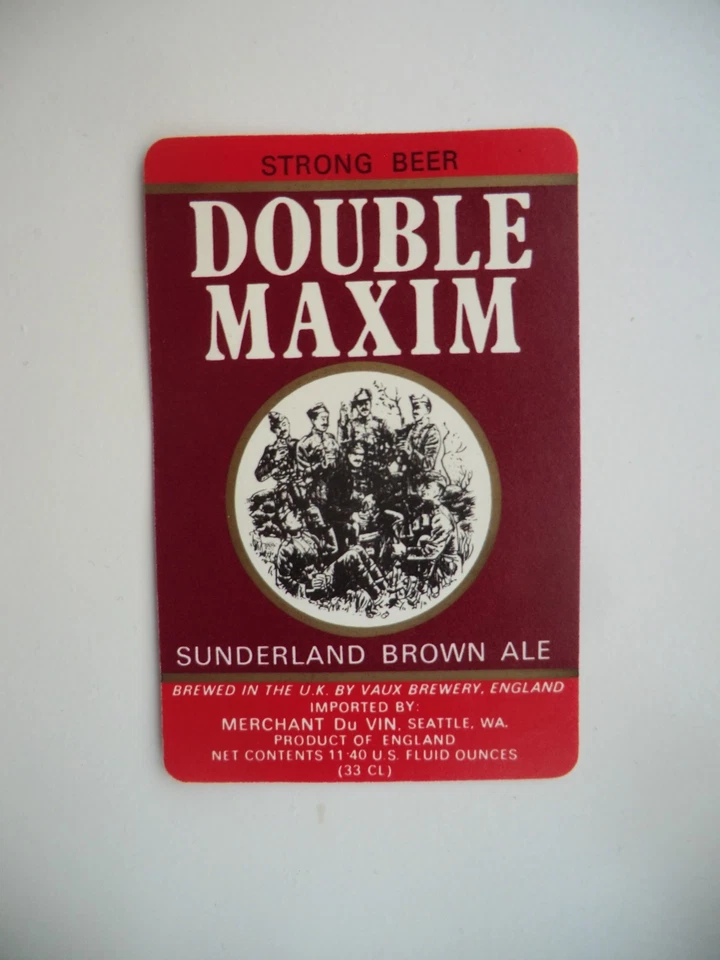 STRONG BEER
DOUBLE
MAXIM
SUNDERLAND BROWN ALE
BREWED IN THE U.K. BY VAUX BREWERY, ENGLAND
IMPORTED BY:
MERCHANT Du VIN, SEATTLE, WA.
PRODUCT OF ENGLAND
NET CONTENTS 11·40 U.S. FLUID OUNCES
(33 CL)